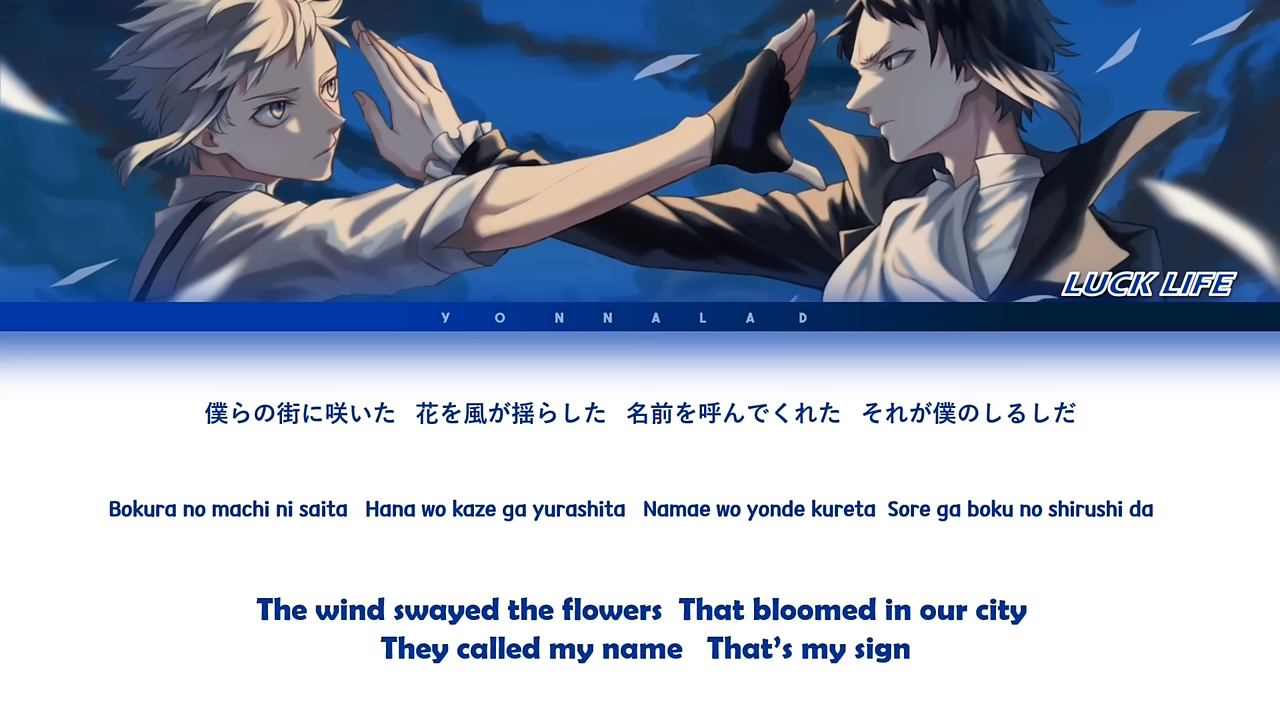 LUCK LIFE
YONNALAD
僕らの街に咲いた 花を風が揺らした 名前を呼んでくれた それが僕のしるしだ
Bokura no machi ni saita Hana wo kaze ga yurashita Namae wo yonde kureta Sore ga boku no shirushi da
The wind swayed the flowers That bloomed in our city
They called my name That's my sign